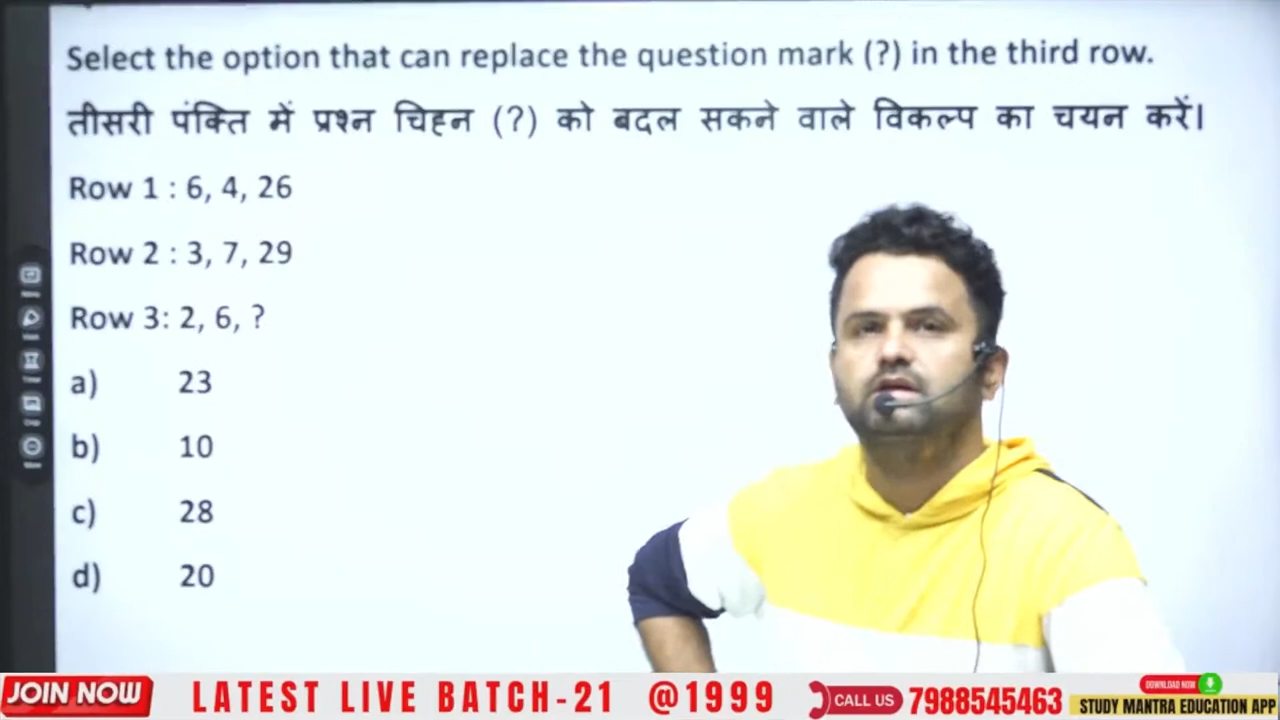 Select the option that can replace the question mark (?) in the third row.
तीसरी पंक्ति में प्रश्न चिह्न (?) को बदल सकने वाले विकल्प का चयन करें।
Row 1 : 6, 4, 26
Row 2 : 3, 7, 29
Row 3: 2, 6, ?
a) 23
b) 10
c) 28
d) 20
JOIN NOW LATEST LIVE BATCH-21 @1999 CALL US 7988545463
DOWNLOAD NOW
STUDY MANTRA EDUCATION APP